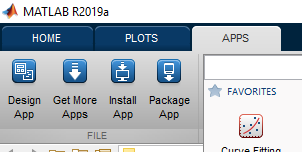 MATLAB R2019a
HOME PLOTS APPS
Design App Get More Apps Install App Package App
FILE
FAVORITES
Curve Fitting